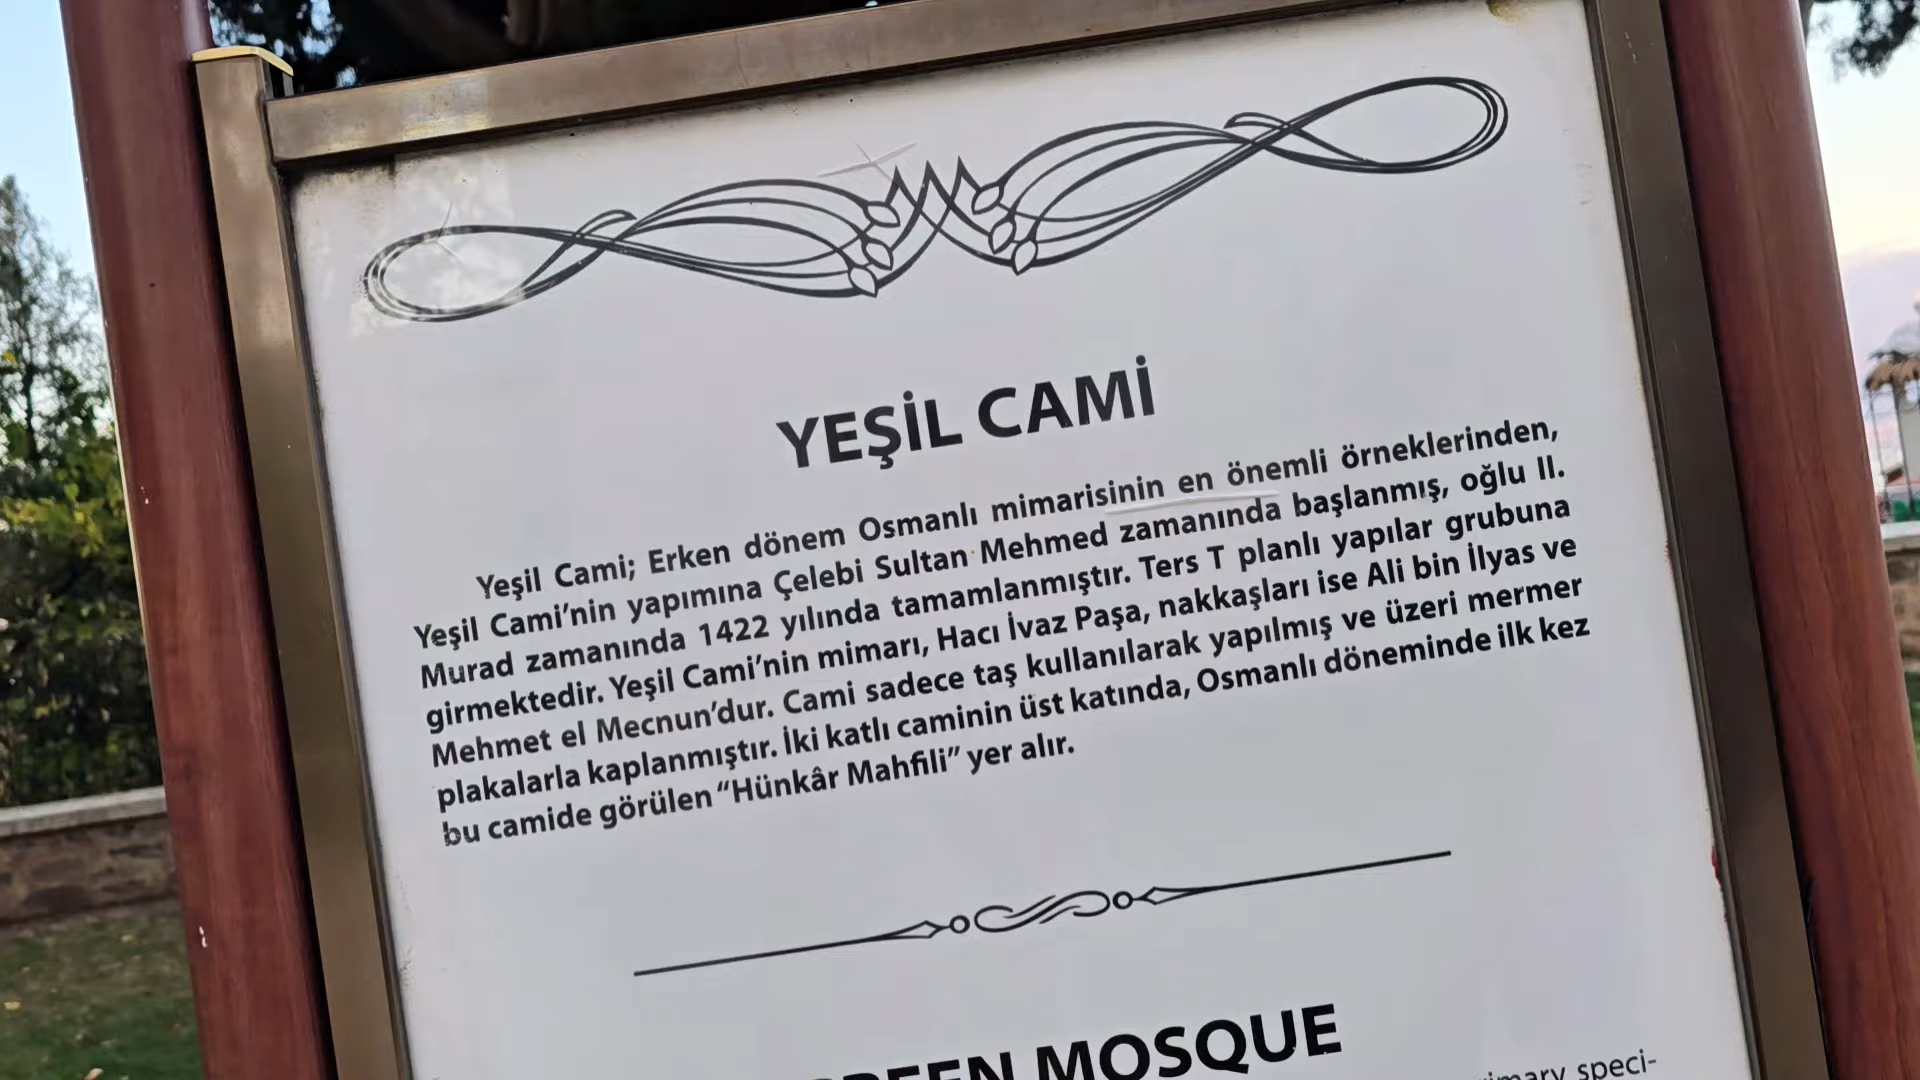 YEŞİL CAMİ
Yeşil Cami; Erken dönem Osmanlı mimarisinin en önemli örneklerinden,
Yeşil Cami’nin yapımına Çelebi Sultan Mehmed zamanında başlanmış, oğlu II.
Murad zamanında 1422 yılında tamamlanmıştır. Ters T planlı yapılar grubuna
girmektedir. Yeşil Cami’nin mimarı, Hacı İvaz Paşa, nakkaşları ise Ali bin İlyas ve
Mehmet el Mecnun’dur. Cami sadece taş kullanılarak yapılmış ve üzeri mermer
plakalarla kaplanmıştır. İki katlı caminin üst katında, Osmanlı döneminde ilk kez
bu camide görülen “Hünkâr Mahfili” yer alır.
MOSQUE
speci-